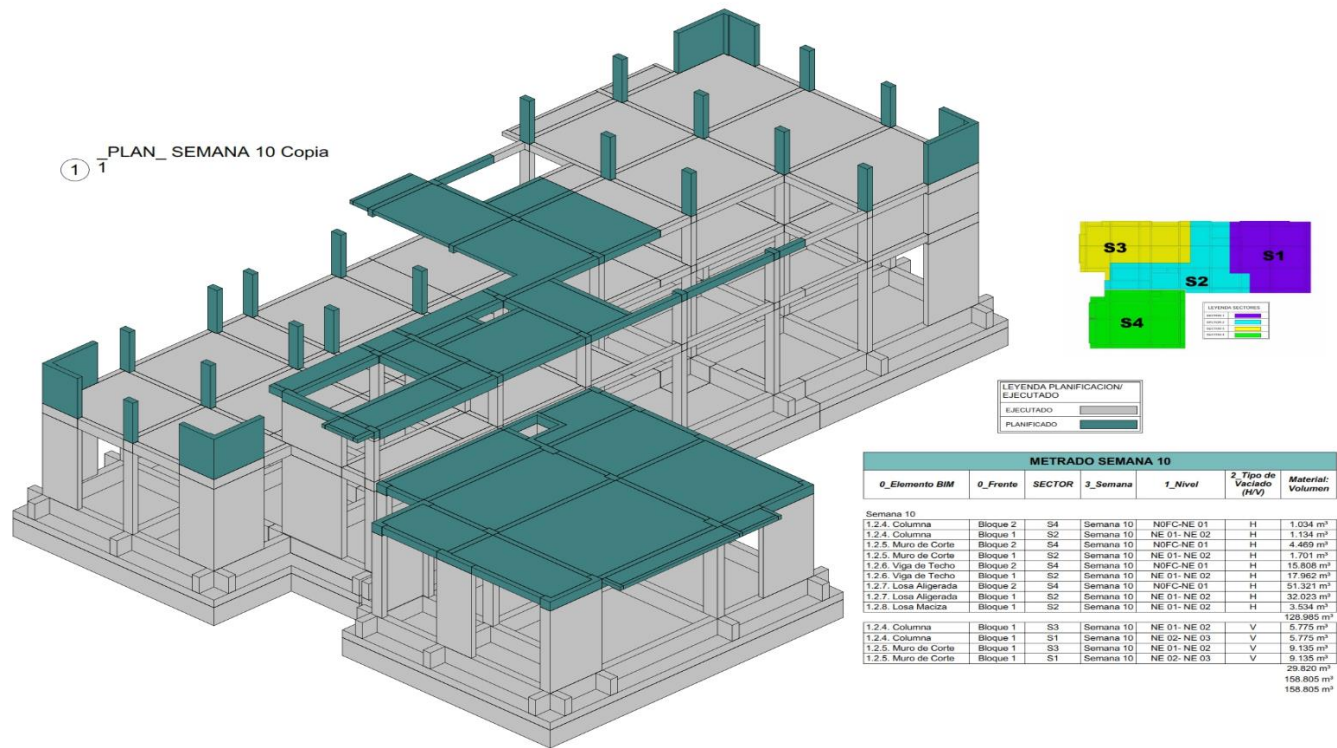 _PLAN_ SEMANA 10 Copia
1
1
S3
S1
S2
S4
LEYENDA SECTORES
SECTOR 1
SECTOR 2
SECTOR 3
SECTOR 4
LEYENDA PLANIFICACION/
EJECUTADO
EJECUTADO
PLANIFICADO
METRADO SEMANA 10
0_Elemento BIM 0_Frente SECTOR 3_Semana 1_Nivel 2_Tipo de Vaciado (H/V) Material: Volumen
Semana 10
1.2.4. Columna Bloque 2 S4 Semana 10 N0FC-NE 01 H 1.034 m³
1.2.4. Columna Bloque 1 S2 Semana 10 NE 01- NE 02 H 1.134 m³
1.2.5. Muro de Corte Bloque 2 S4 Semana 10 N0FC-NE 01 H 4.469 m³
1.2.5. Muro de Corte Bloque 1 S2 Semana 10 NE 01- NE 02 H 1.701 m³
1.2.6. Viga de Techo Bloque 2 S4 Semana 10 N0FC-NE 01 H 15.808 m³
1.2.6. Viga de Techo Bloque 1 S2 Semana 10 NE 01- NE 02 H 17.962 m³
1.2.7. Losa Aligerada Bloque 2 S4 Semana 10 N0FC-NE 01 H 51.321 m³
1.2.7. Losa Aligerada Bloque 1 S2 Semana 10 NE 01- NE 02 H 32.023 m³
1.2.8. Losa Maciza Bloque 1 S2 Semana 10 NE 01- NE 02 H 3.534 m³
128.985 m³
1.2.4. Columna Bloque 1 S3 Semana 10 NE 01- NE 02 V 5.775 m³
1.2.4. Columna Bloque 1 S1 Semana 10 NE 02- NE 03 V 5.775 m³
1.2.5. Muro de Corte Bloque 1 S3 Semana 10 NE 01- NE 02 V 9.135 m³
1.2.5. Muro de Corte Bloque 1 S1 Semana 10 NE 02- NE 03 V 9.135 m³
29.820 m³
158.805 m³
158.805 m³